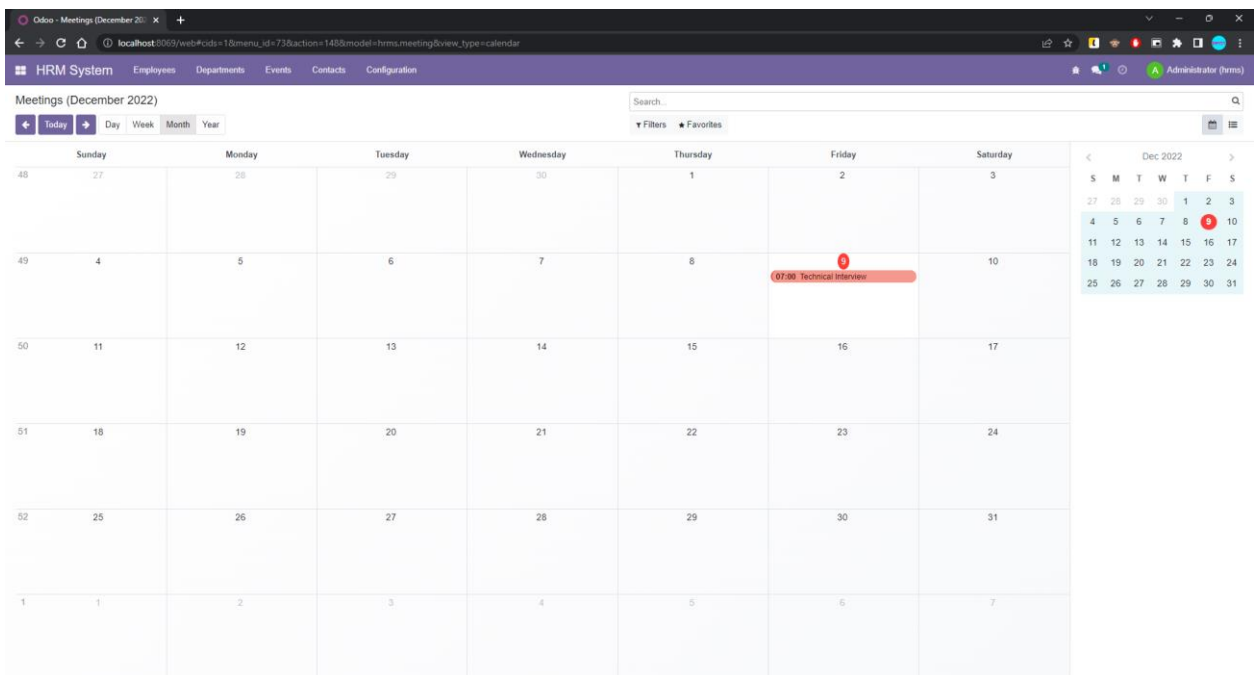 Odoo - Meetings (December 20
localhost:8069/web#cids=1&menu_id=73&action=148&model=hrms.meeting&view_type=calendar
HRM System Employees Departments Events Contacts Configuration
1 A Administrator (hrms)
Meetings (December 2022)
Search...
Today Day Week Month Year
Filters Favorites
Sunday Monday Tuesday Wednesday Thursday Friday Saturday
48 27 28 29 30 1 2 3
49 4 5 6 7 8 9 10
07:00 Technical Interview
50 11 12 13 14 15 16 17
51 18 19 20 21 22 23 24
52 25 26 27 28 29 30 31
1 1 2 3 4 5 6 7
Dec 2022
S M T W T F S
27 28 29 30 1 2 3
4 5 6 7 8 9 10
11 12 13 14 15 16 17
18 19 20 21 22 23 24
25 26 27 28 29 30 31